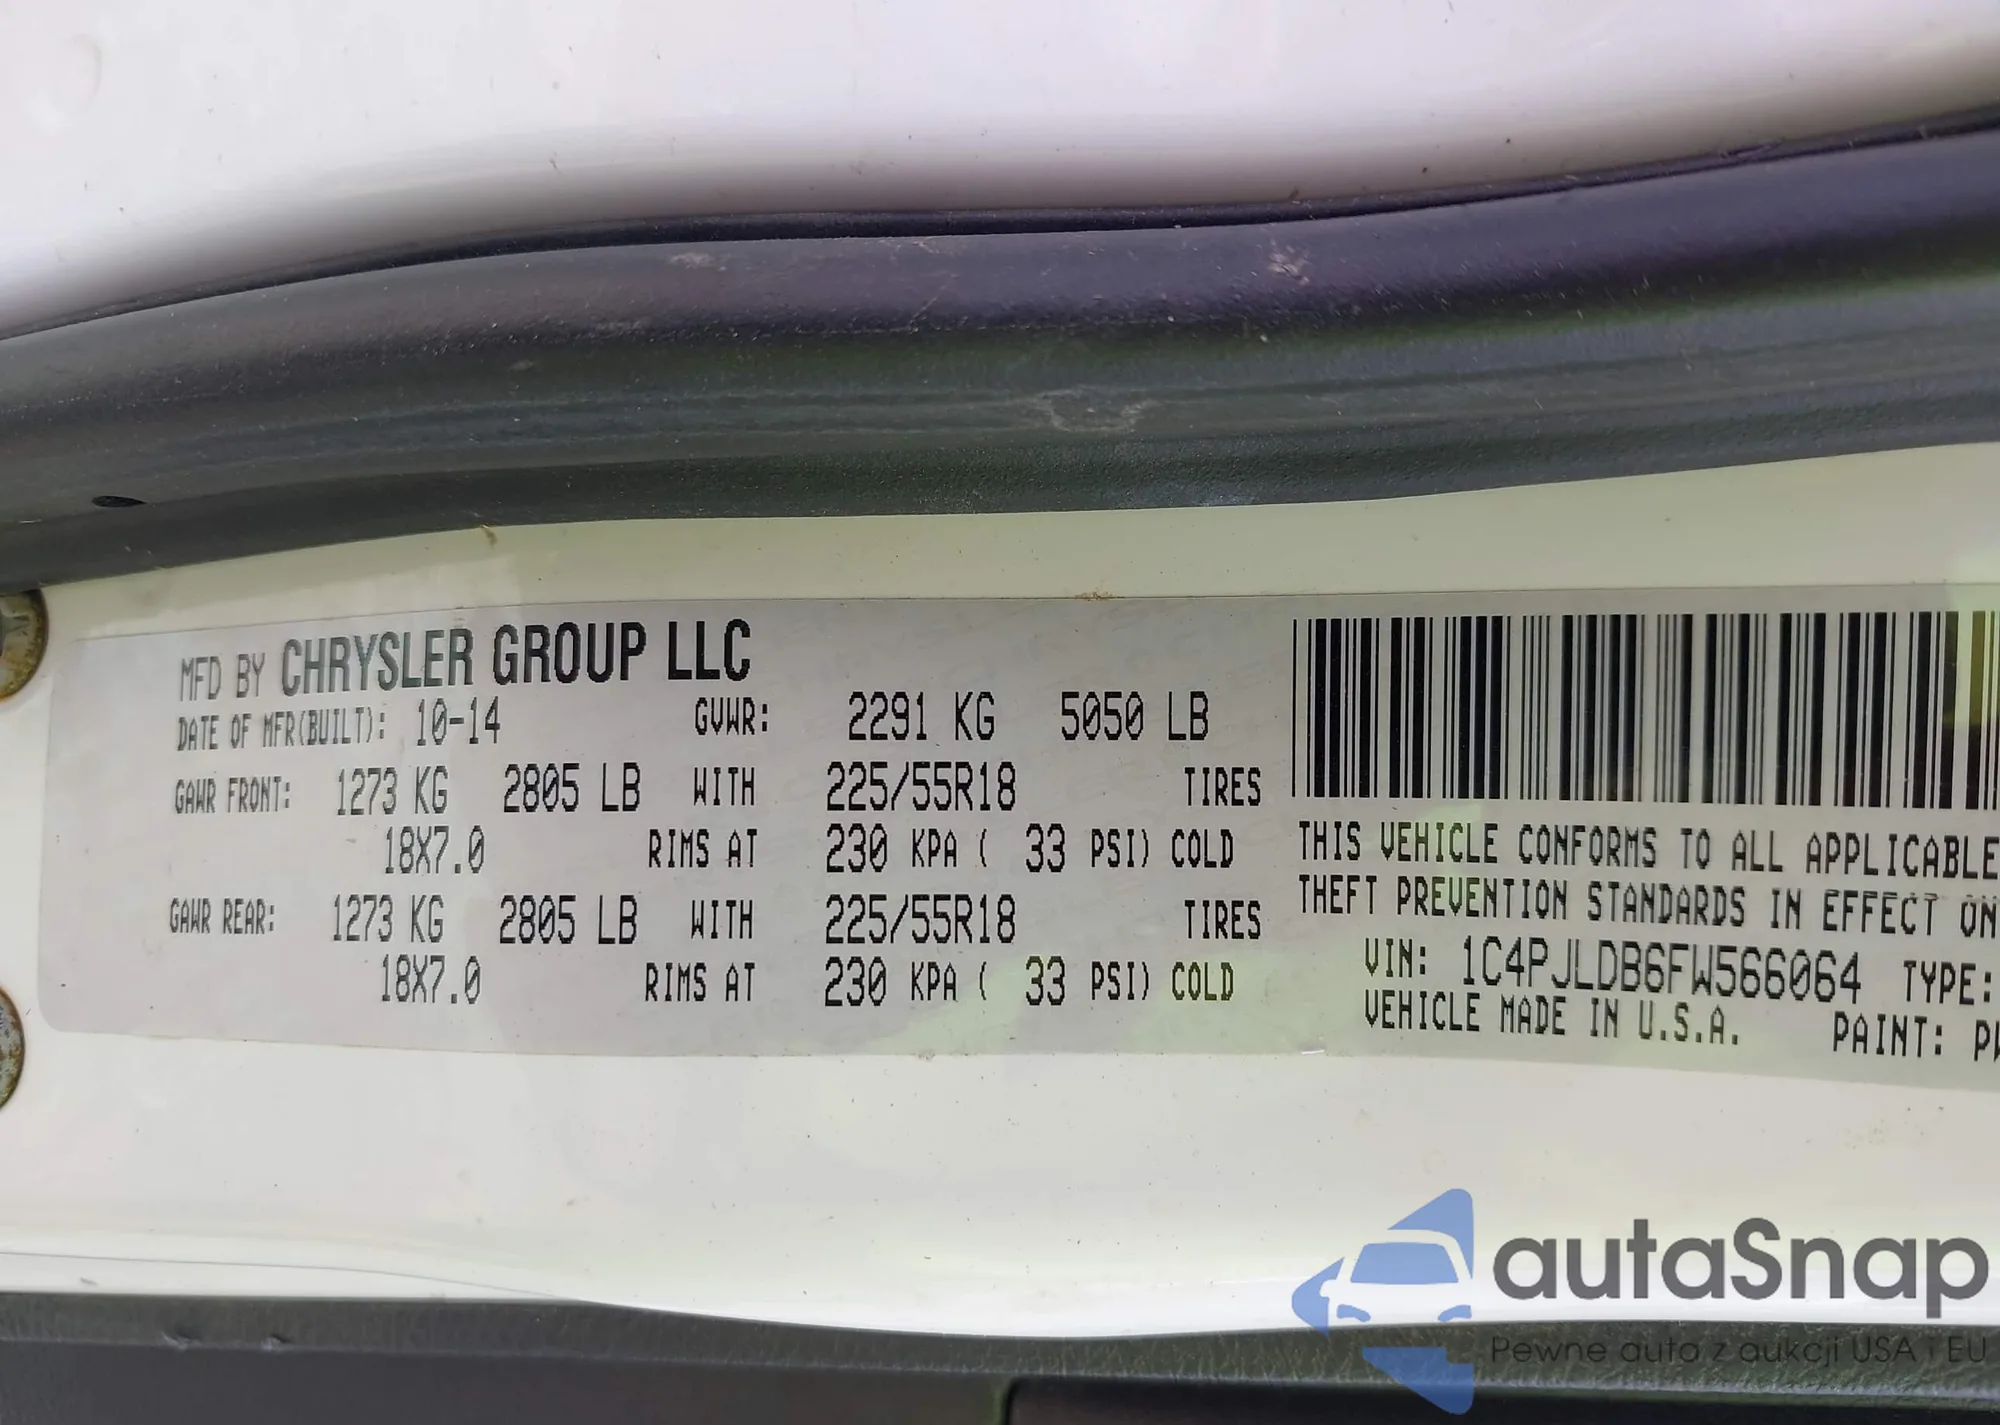 MFD BY CHRYSLER GROUP LLC
DATE OF MFR(BUILT): 10-14 GVWR: 2291 KG 5050 LB
GAWR FRONT: 1273 KG 2805 LB WITH 225/55R18 TIRES
18X7.0 RIMS AT 230 KPA ( 33 PSI) COLD
GAWR REAR: 1273 KG 2805 LB WITH 225/55R18 TIRES
18X7.0 RIMS AT 230 KPA ( 33 PSI) COLD
THIS VEHICLE CONFORMS TO ALL APPLICABLE
THEFT PREVENTION STANDARDS IN EFFECT ON
VIN: 1C4PJLDB6FW566064 TYPE:
VEHICLE MADE IN U.S.A. PAINT:
autaSnap
Pewne auta z aukcji USA i EU